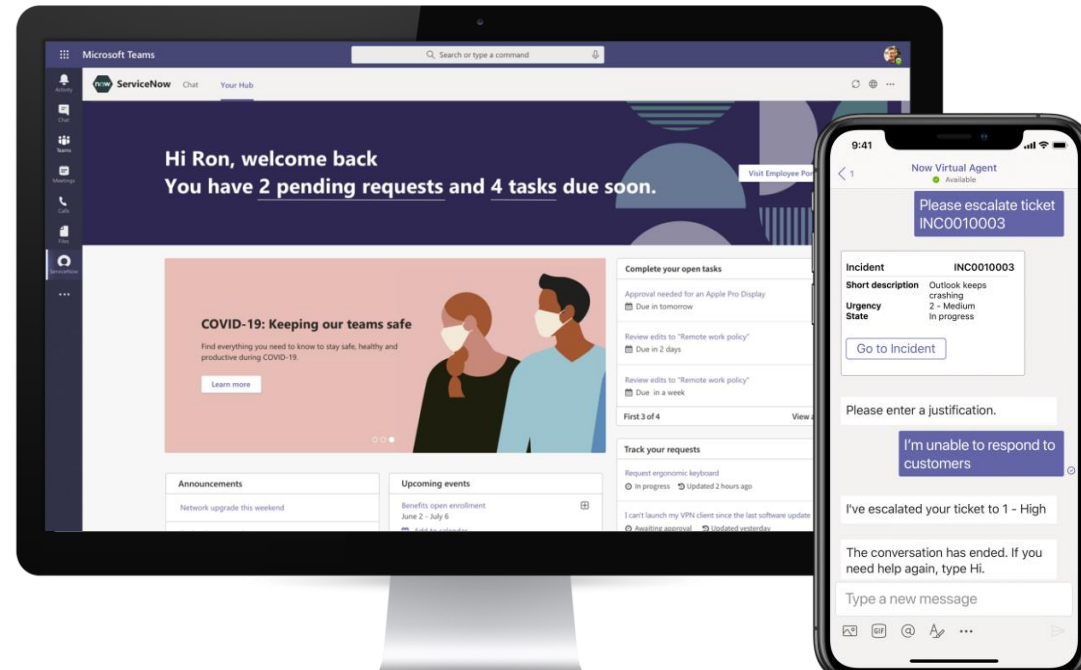 Microsoft Teams
Search or type a command
Activity
Chat
Teams
Meetings
Calls
Files
ServiceNow
now
ServiceNow Chat Your Hub
Hi Ron, welcome back
You have 2 pending requests and 4 tasks due soon.
Visit Employee Por
COVID-19: Keeping our teams safe
Find everything you need to know to stay safe, healthy and
productive during COVID-19.
Learn more
Complete your open tasks
Approval needed for an Apple Pro Display
Due in tomorrow
Review edits to "Remote work policy"
Due in 2 days
Review edits to "Remote work policy"
Due in a week
First 3 of 4 View
Track your requests
Request ergonomic keyboard
In progress Updated 2 hours ago
I can't launch my VPN client since the last software update
Awaiting approval Updated yesterday
Announcements
Network upgrade this weekend
Upcoming events
Benefits open enrollment
June 2 - July 6
Add to calendar
9:41
1
Now Virtual Agent
Available
Please escalate ticket
INC0010003
Incident INC0010003
Short description Outlook keeps
crashing
Urgency 2 - Medium
State In progress
Go to Incident
Please enter a justification.
I'm unable to respond to
customers
I've escalated your ticket to 1 - High
The conversation has ended. If you
need help again, type Hi.
Type a new message
GIF